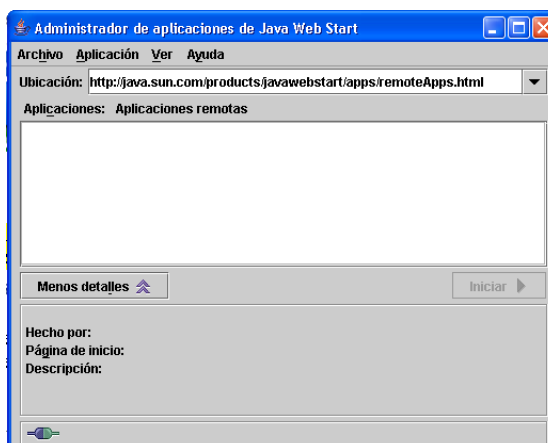 Administrador de aplicaciones de Java Web Start
Archivo Aplicación Ver Ayuda
Ubicación: http://java.sun.com/products/javawebstart/apps/remoteApps.html
Aplicaciones: Aplicaciones remotas
Menos detalles Iniciar
Hecho por:
Página de inicio:
Descripción: